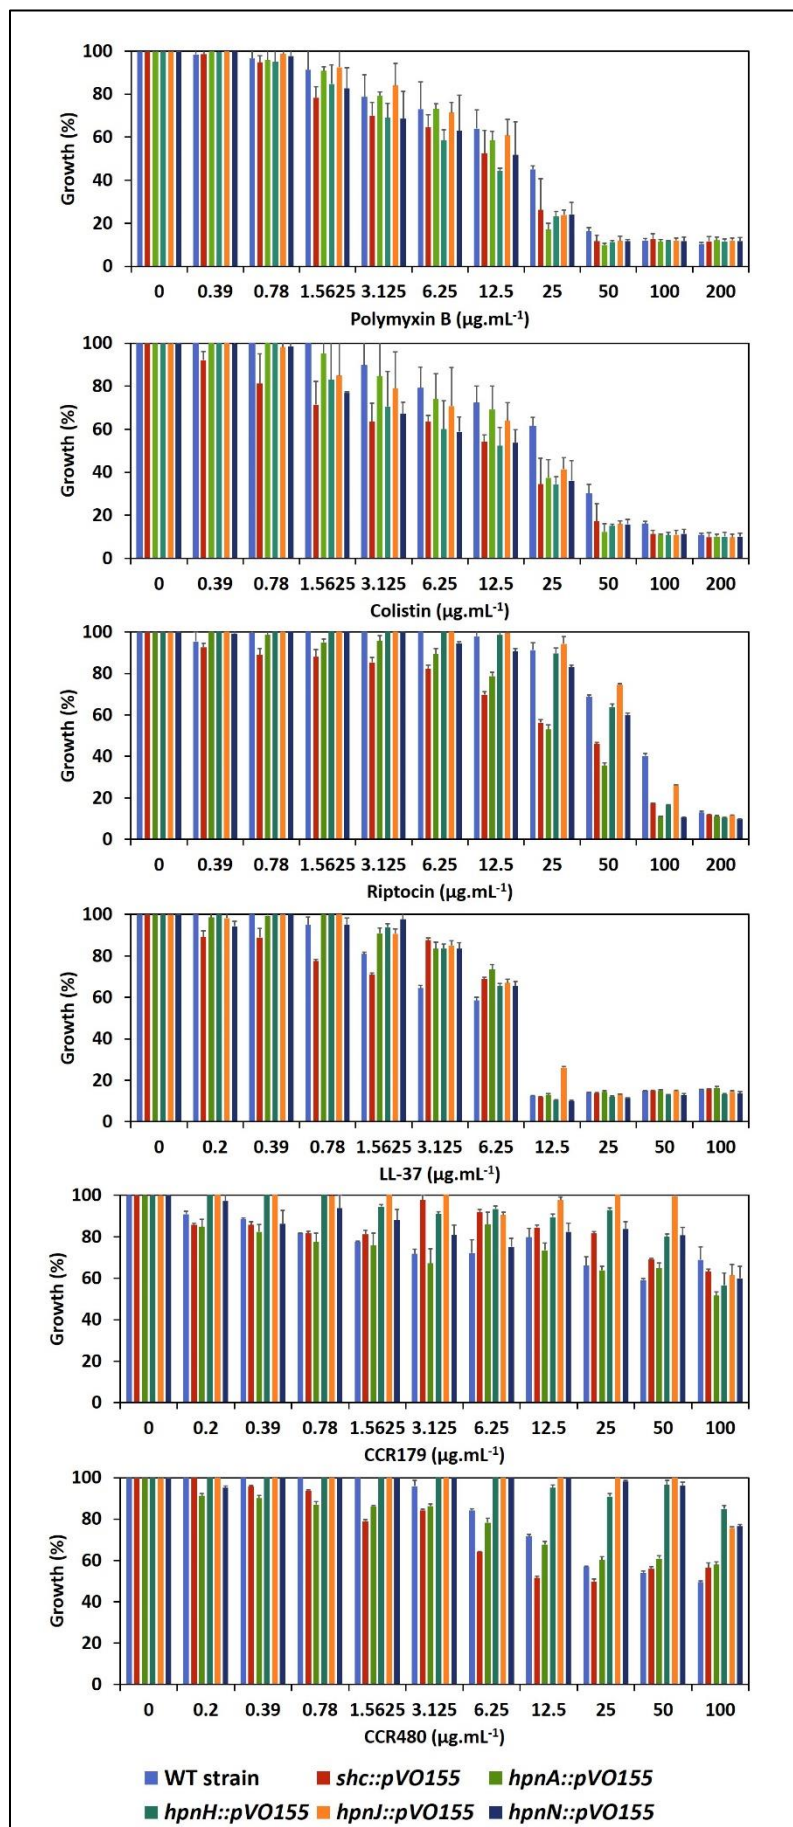 100
80
60
40
20
0
Growth (%)
0 0.39 0.78 1.5625 3.125 6.25 12.5 25 50 100 200
Polymyxin B (µg.mL⁻¹)
100
80
60
40
20
0
Growth (%)
0 0.39 0.78 1.5625 3.125 6.25 12.5 25 50 100 200
Colistin (µg.mL⁻¹)
100
80
60
40
20
0
Growth (%)
0 0.39 0.78 1.5625 3.125 6.25 12.5 25 50 100 200
Riptocin (µg.mL⁻¹)
100
80
60
40
20
0
Growth (%)
0 0.2 0.39 0.78 1.5625 3.125 6.25 12.5 25 50 100
LL-37 (µg.mL⁻¹)
100
80
60
40
20
0
Growth (%)
0 0.2 0.39 0.78 1.5625 3.125 6.25 12.5 25 50 100
CCR179 (µg.mL⁻¹)
100
80
60
40
20
0
Growth (%)
0 0.2 0.39 0.78 1.5625 3.125 6.25 12.5 25 50 100
CCR480 (µg.mL⁻¹)
WT strain shc::pVO155 hpnA::pVO155
hpnH::pVO155 hpnJ::pVO155 hpnN::pVO155